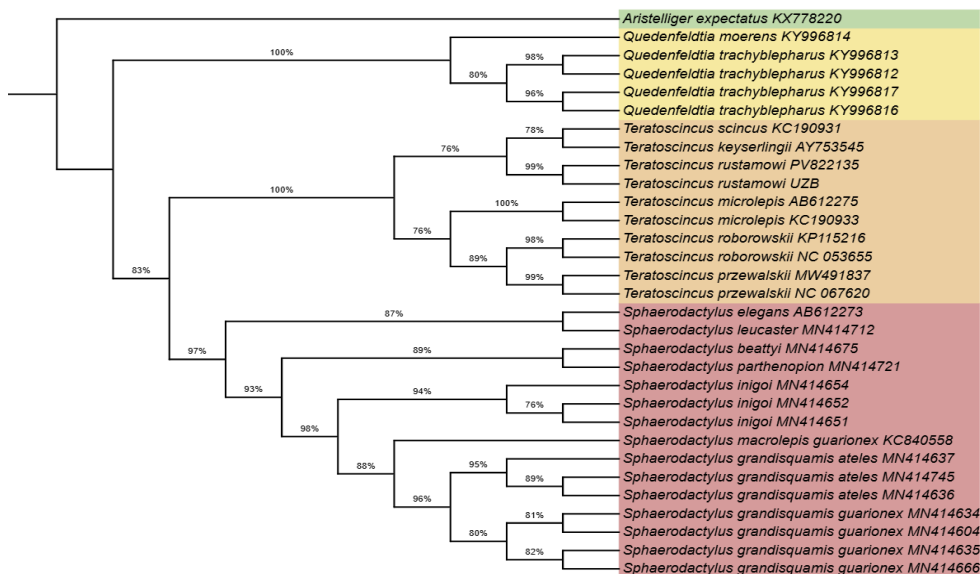 Aristelliger expectatus KX778220
Quedenfeldtia moerens KY996814
100%
Quedenfeldtia trachyblepharus KY996813
98%
80%
Quedenfeldtia trachyblepharus KY996812
Quedenfeldtia trachyblepharus KY996817
96%
Quedenfeldtia trachyblepharus KY996816
Teratoscincus scincus KC190931
78%
Teratoscincus keyserlingii AY753545
76%
Teratoscincus rustamowi PV822135
99%
Teratoscincus rustamowi UZB
100%
Teratoscincus microlepis AB612275
100%
Teratoscincus microlepis KC190933
76%
Teratoscincus roborowskii KP115216
98%
89%
Teratoscincus roborowskii NC 053655
83%
Teratoscincus przewalskii MW491837
99%
Teratoscincus przewalskii NC 067620
Sphaerodactylus elegans AB612273
87%
Sphaerodactylus leucaster MN414712
Sphaerodactylus beattyi MN414675
97%
89%
Sphaerodactylus parthenopion MN414721
Sphaerodactylus inigoi MN414654
93%
94%
Sphaerodactylus inigoi MN414652
76%
Sphaerodactylus inigoi MN414651
98%
Sphaerodactylus macrolepis guarionex KC840558
Sphaerodactylus grandisquamis ateles MN414637
88%
95%
Sphaerodactylus grandisquamis ateles MN414745
89%
Sphaerodactylus grandisquamis ateles MN414636
96%
Sphaerodactylus grandisquamis guarionex MN414634
81%
Sphaerodactylus grandisquamis guarionex MN414604
80%
Sphaerodactylus grandisquamis guarionex MN414635
82%
Sphaerodactylus grandisquamis guarionex MN414666